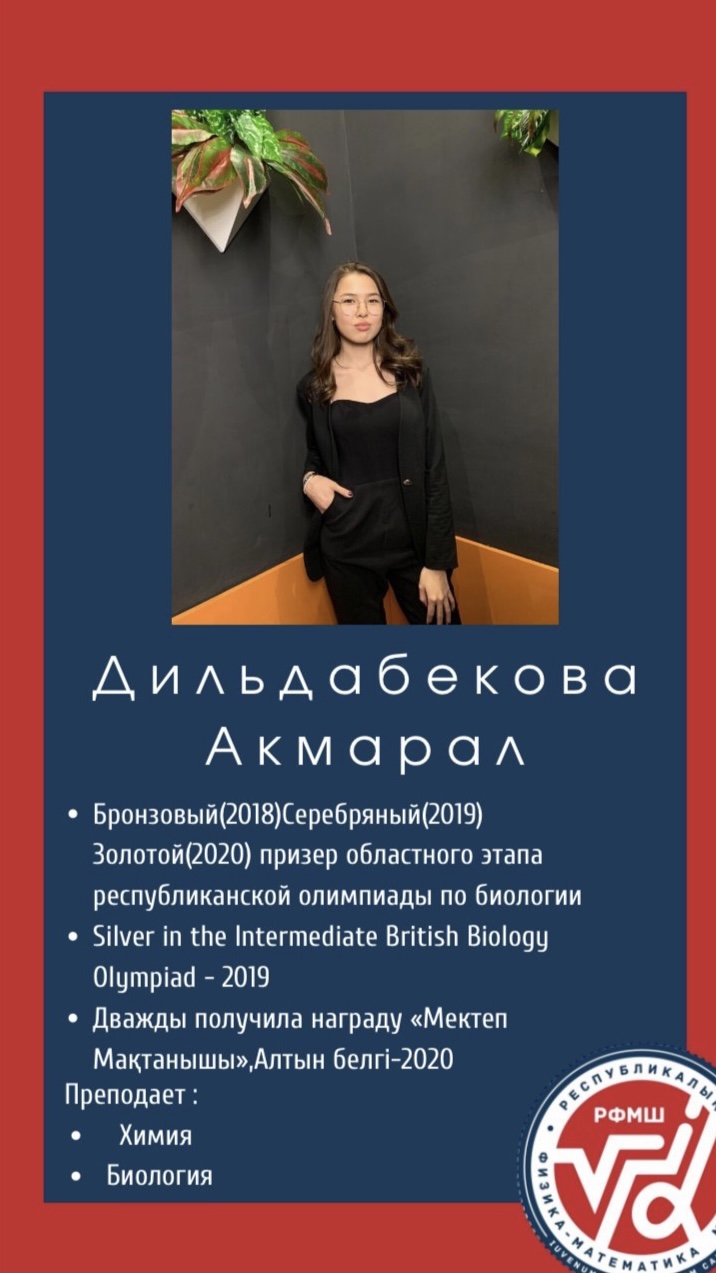 Дильдабекова
Акмарал
• Бронзовый(2018)Серебряный(2019)
Золотой(2020) призер областного этапа
республиканской олимпиады по биологии
• Silver in the Intermediate British Biology
Olympiad - 2019
• Дважды получила награду «Мектеп
Мақтанышы»,Алтын белгі-2020
Преподает :
• Химия
• Биология
РФМШ
ФИЗИКА-МАТЕМАТИКА